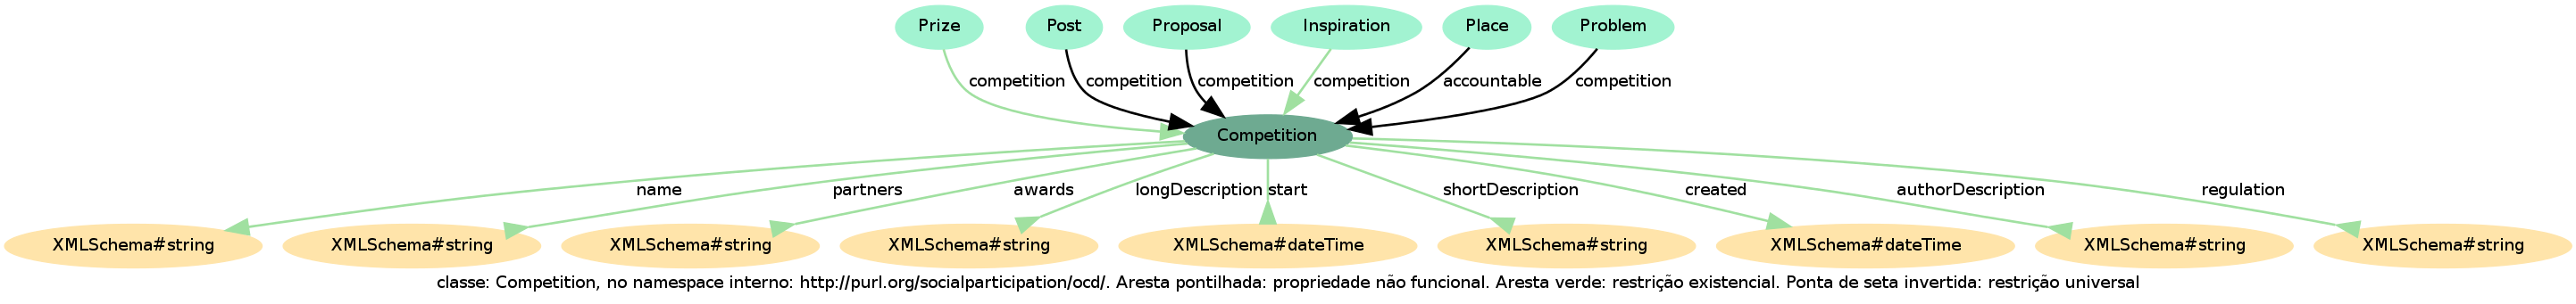 Prize Post Proposal Inspiration Place Problem
competition competition competition competition accountable competition
Competition
name partners awards longDescription start shortDescription created authorDescription regulation
XMLSchema#string XMLSchema#string XMLSchema#string XMLSchema#string XMLSchema#dateTime XMLSchema#string XMLSchema#dateTime XMLSchema#string XMLSchema#string
classe: Competition, no namespace interno: http://purl.org/socialparticipation/ocd/. Aresta pontilhada: propriedade não funcional. Aresta verde: restrição existencial. Ponta de seta invertida: restrição universal